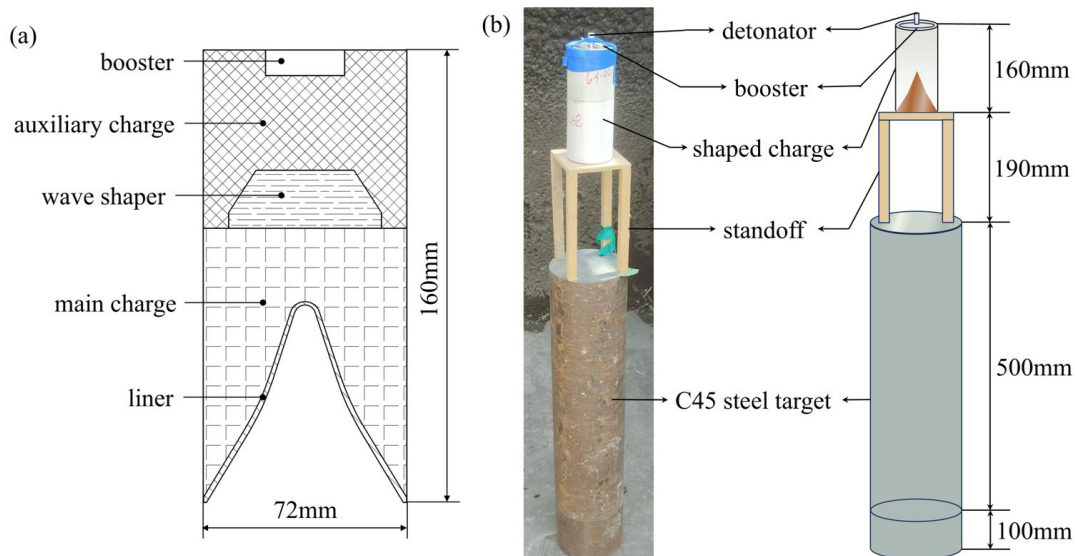 (a)
booster
auxiliary charge
wave shaper
main charge
liner
160mm
72mm
(b)
detonator
booster
shaped charge
standoff
C45 steel target
160mm
190mm
500mm
100mm